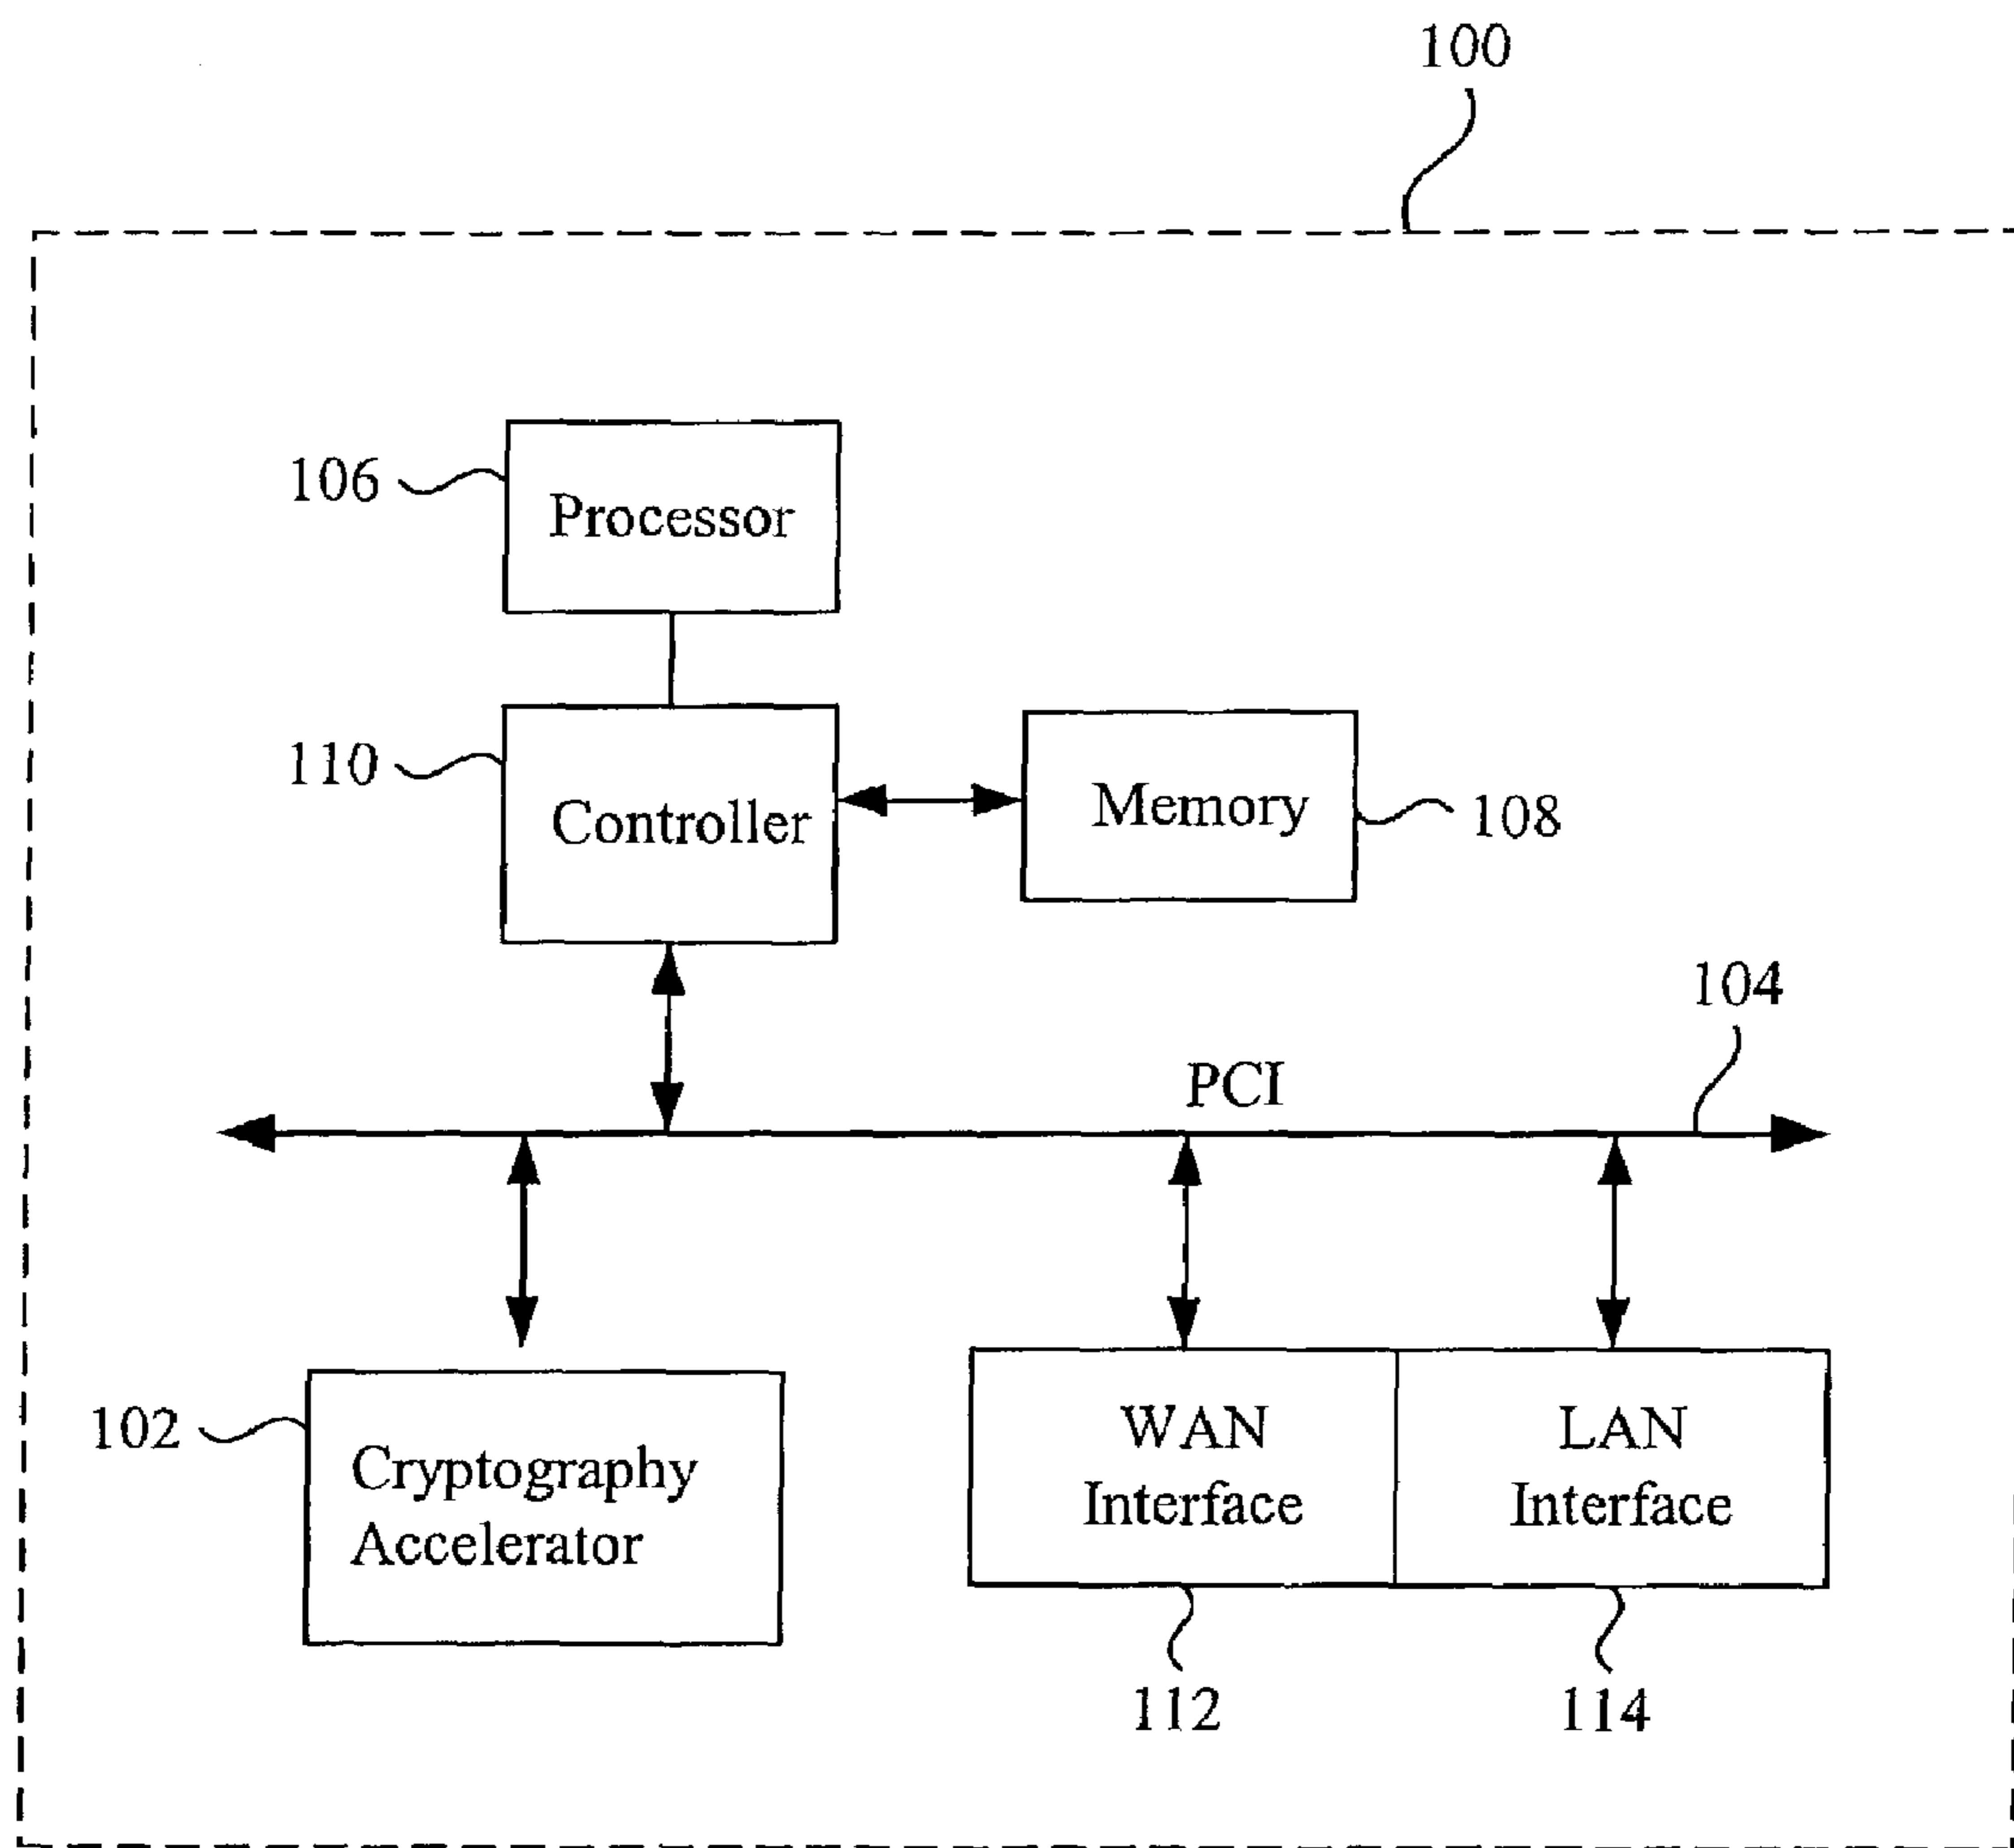 100
106
Processor
110
Controller
Memory
108
104
PCI
102
Cryptography
Accelerator
WAN
Interface
LAN
Interface
112
114